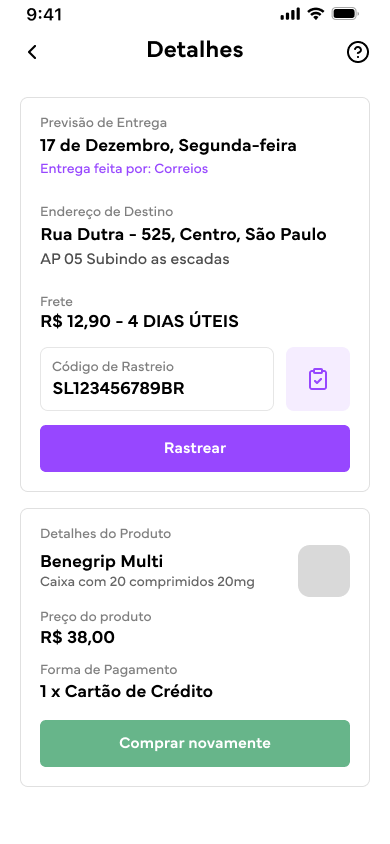 9:41
Detalhes
Previsão de Entrega
17 de Dezembro, Segunda-feira
Entrega feita por: Correios
Endereço de Destino
Rua Dutra - 525, Centro, São Paulo
AP 05 Subindo as escadas
Frete
R$ 12,90 - 4 DIAS ÚTEIS
Código de Rastreio
SL123456789BR
Rastrear
Detalhes do Produto
Benegrip Multi
Caixa com 20 comprimidos 20mg
Preço do produto
R$ 38,00
Forma de Pagamento
1 x Cartão de Crédito
Comprar novamente